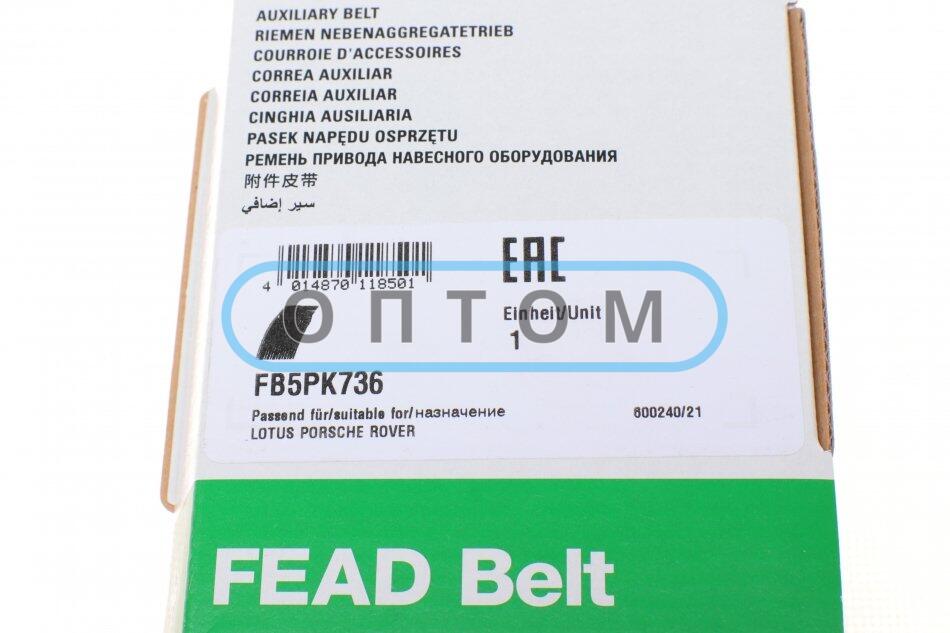 AUXILIARY BELT
RIEMEN NEBENAGGREGATETRIEB
COURROIE D'ACCESSOIRES
CORREA AUXILIAR
CORREIA AUXILIAR
CINGHIA AUSILIARIA
PASEK NAPĘDU OSPRZĘTU
РЕМЕНЬ ПРИВОДА НАВЕСНОГО ОБОРУДОВАНИЯ
附件皮带
سير إضافي
4 014870 118501
EAC
ОПТОМ
Einheit/Unit
1
FB5PK736
Passend für/suitable for/назначение
600240/21
LOTUS PORSCHE ROVER
FEAD Belt